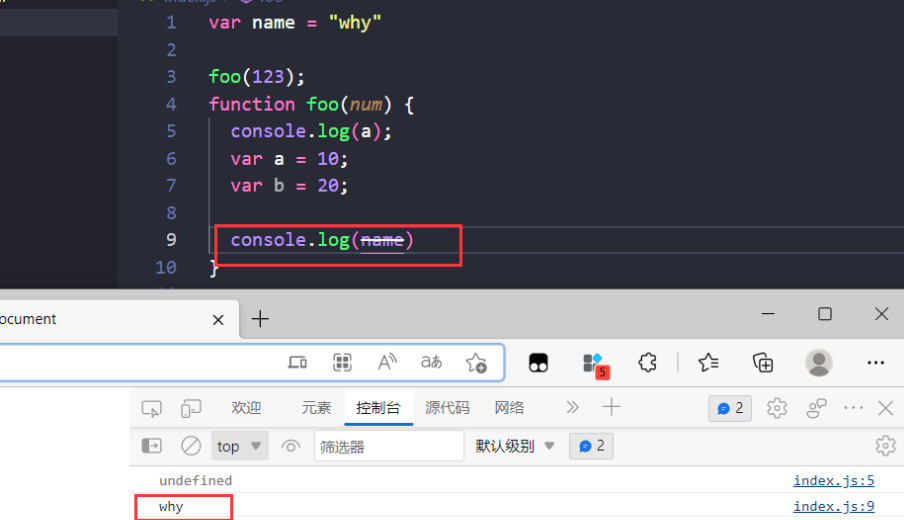 1 var name = "why"
2
3 foo(123);
4 function foo(num) {
5 console.log(a);
6 var a = 10;
7 var b = 20;
8
9 console.log(name)
10 }
ocument
5
欢迎 元素 控制台 源代码 网络 2
top 筛选器 默认级别 2
undefined index.js:5
why index.js:9